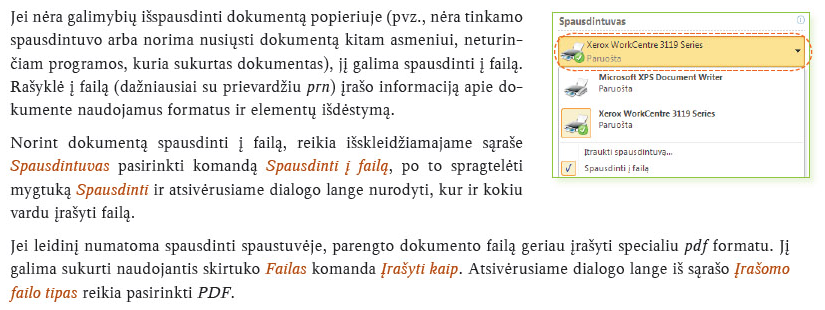 Jei nėra galimybių išspausdinti dokumentą popieriuje (pvz., nėra tinkamo
spausdintuvo arba norima nusiųsti dokumentą kitam asmeniui, neturin-
čiam programos, kuria sukurtas dokumentas), jį galima spausdinti į failą.
Rašyklė į failą (dažniausiai su prievardžiu prn) įrašo informaciją apie do-
kumente naudojamus formatus ir elementų išdėstymą.
Norint dokumentą spausdinti į failą, reikia išskleidžiamajame sąraše
Spausdintuvas pasirinkti komandą Spausdinti į failą, po to spragtelėti
mygtuką Spausdinti ir atsivėrusiame dialogo lange nurodyti, kur ir kokiu
vardu įrašyti failą.
Jei leidinį numatoma spausdinti spaustuvėje, parengto dokumento failą geriau įrašyti specialiu pdf formatu. Jį
galima sukurti naudojantis skirtuko Failas komanda Įrašyti kaip. Atsivėrusiame dialogo lange iš sąrašo Įrašomo
failo tipas reikia pasirinkti PDF.
Spausdintuvas
Xerox WorkCentre 3119 Series
Paruošta
Microsoft XPS Document Writer
Paruošta
Xerox WorkCentre 3119 Series
Paruošta
Įtraukti spausdintuvą...
Spausdinti į failą